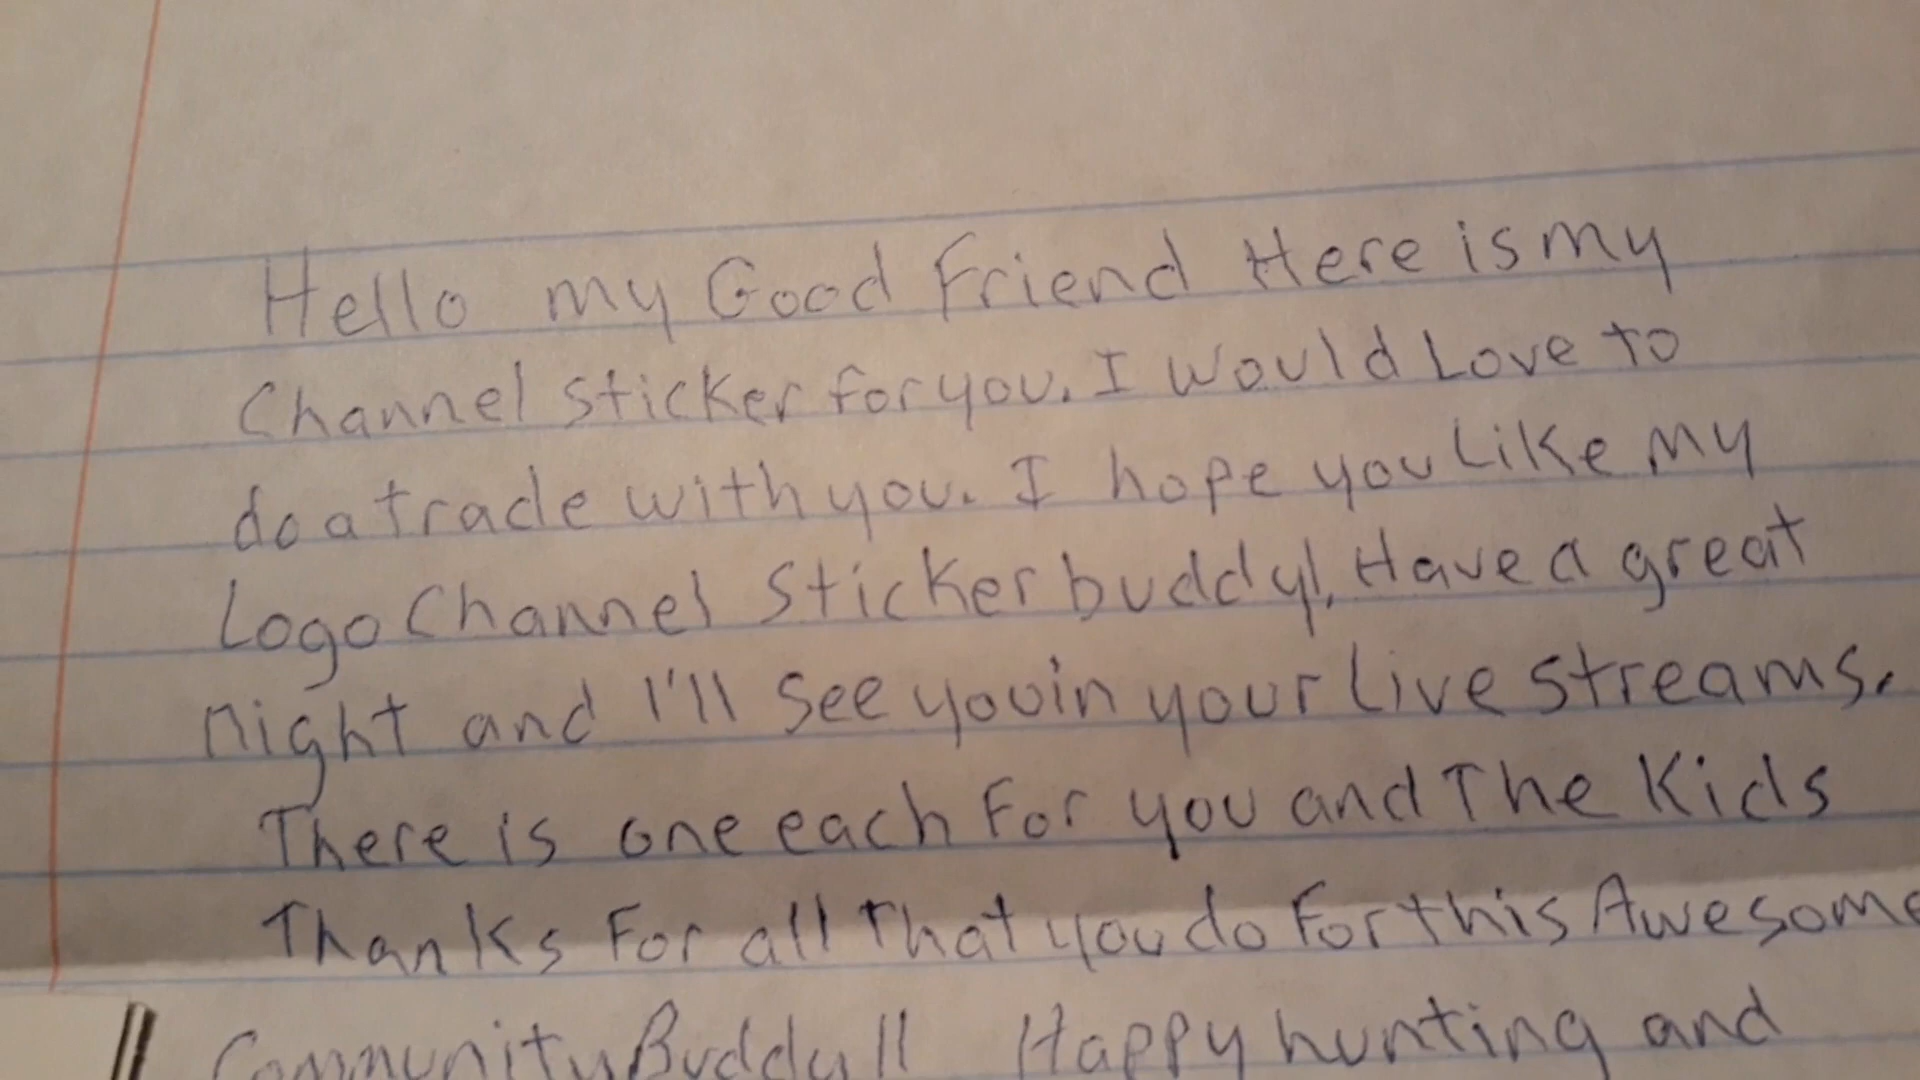 Hello my Good Friend Here is my
Channel Sticker for you. I would Love to
do a trade with you. I hope you Like My
Logo Channel Sticker buddy!. Have a great
night and I'll see you in your Live streams.
There is one each For you and The Kids
Thanks For all That you do For this Awesome
Community Buddy!! Happy hunting and